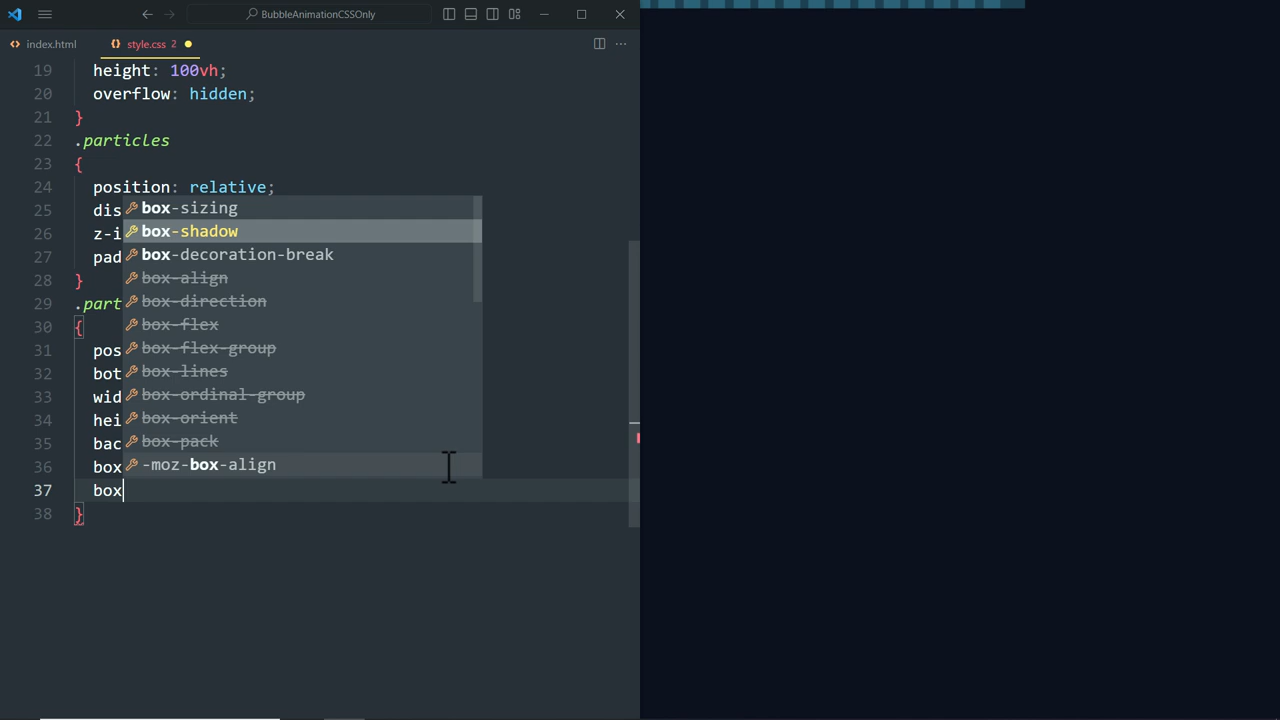 BubbleAnimationCSSOnly
index.html
style.css 2
19 height: 100vh;
20 overflow: hidden;
21 }
22 .particles
23 {
24 position: relative;
25 dis
box-sizing
26 z-i
box-shadow
27 pad
box-decoration-break
28 }
box-align
29 .part
box-direction
30 {
box-flex
31 pos
box-flex-group
32 bot
box-lines
33 wid
box-ordinal-group
34 hei
box-orient
35 bac
box-pack
36 box
-moz-box-align
37 box
38 }